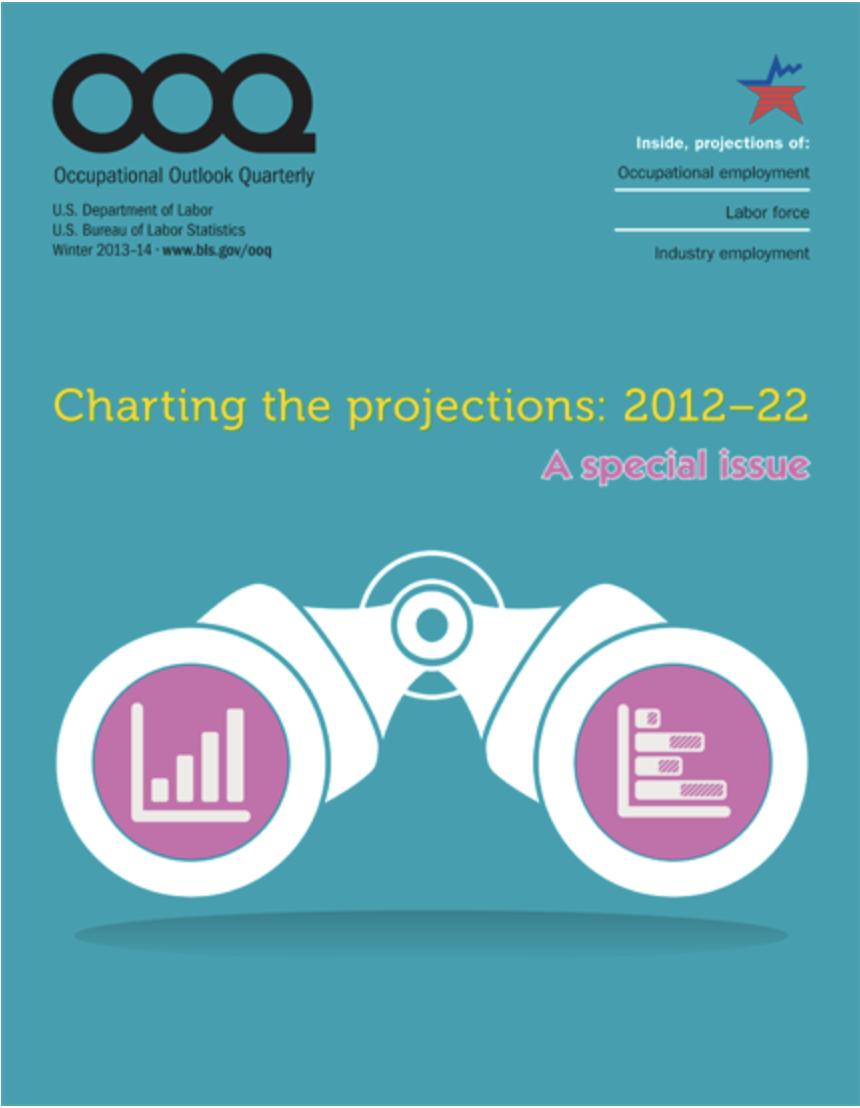 OOQ
Occupational Outlook Quarterly
U.S. Department of Labor
U.S. Bureau of Labor Statistics
Winter 2013–14 · www.bls.gov/ooq
Inside, projections of:
Occupational employment
Labor force
Industry employment
Charting the projections: 2012–22
A special issue